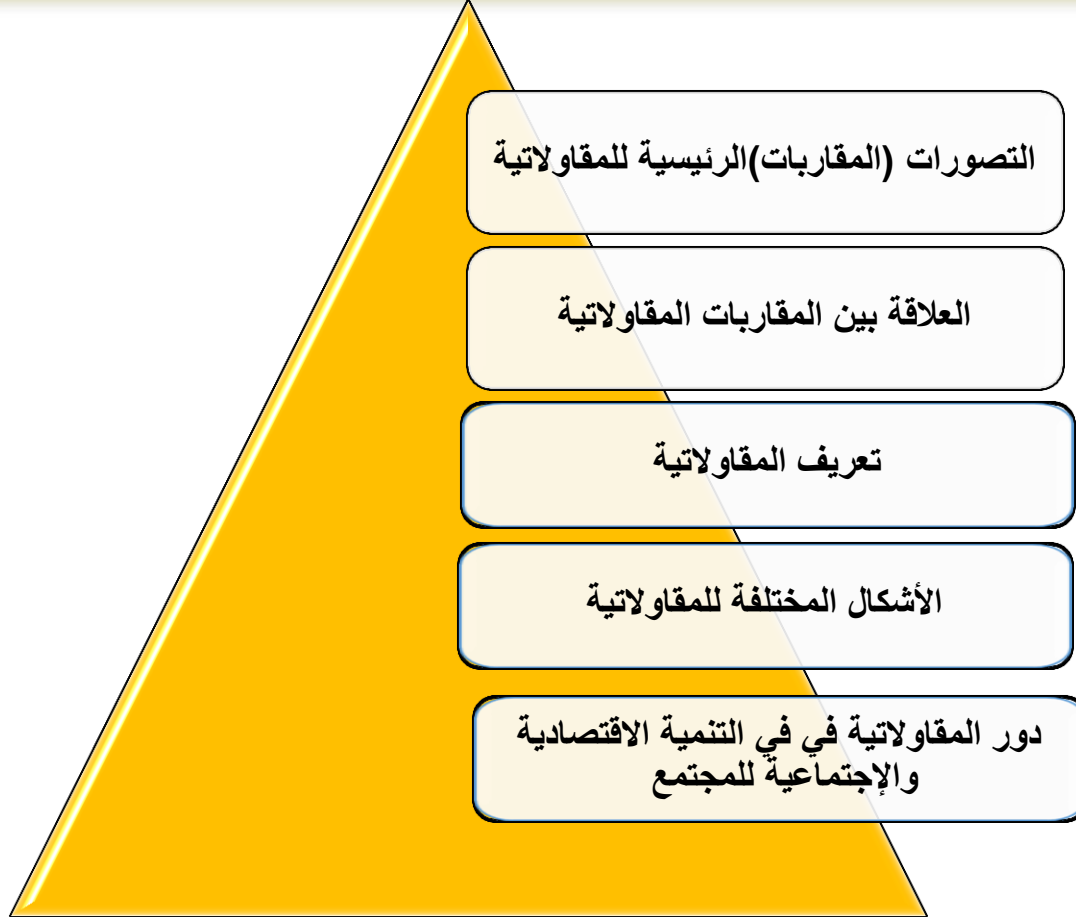 التصورات (المقاربات)الرئيسية للمقاولاتية
العلاقة بين المقاربات المقاولاتية
تعريف المقاولاتية
الأشكال المختلفة للمقاولاتية
دور المقاولاتية في في التنمية الاقتصادية
والإجتماعية للمجتمع